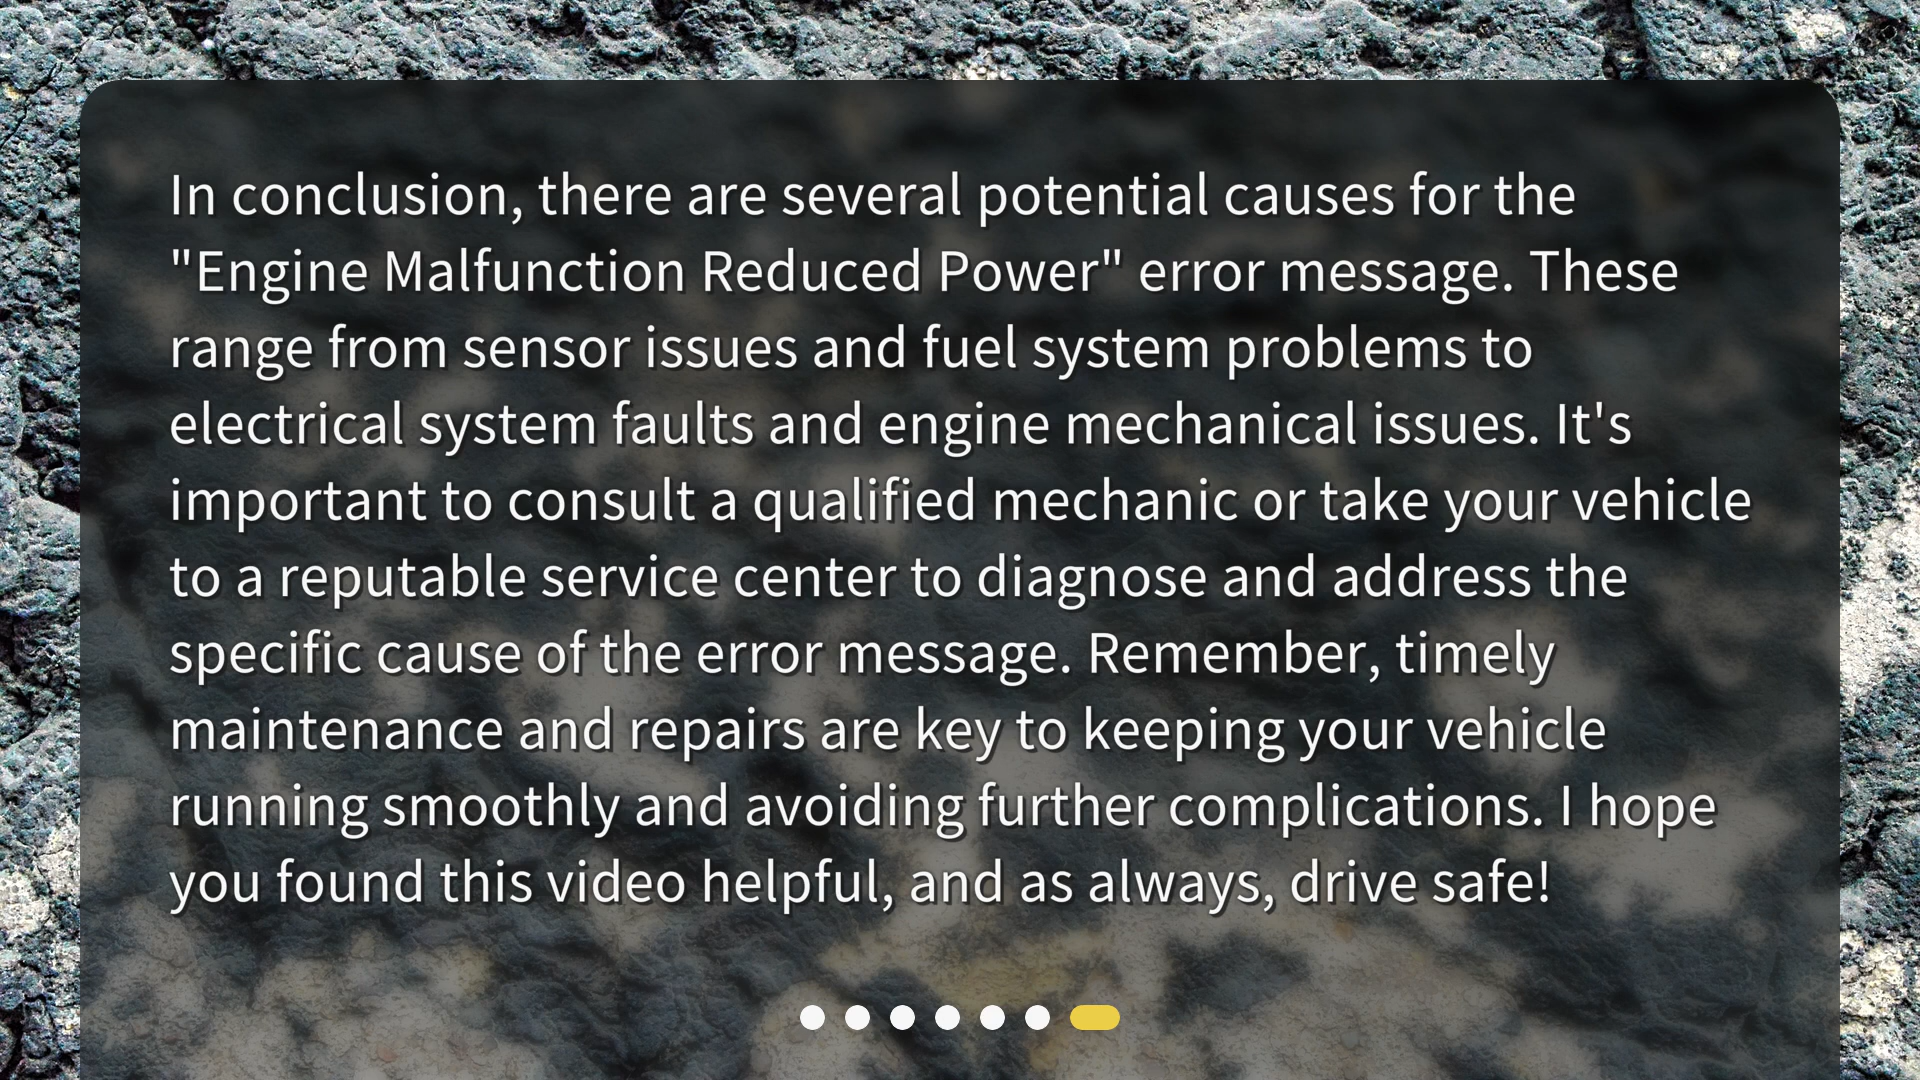 In conclusion, there are several potential causes for the
"Engine Malfunction Reduced Power" error message. These
range from sensor issues and fuel system problems to
electrical system faults and engine mechanical issues. It's
important to consult a qualified mechanic or take your vehicle
to a reputable service center to diagnose and address the
specific cause of the error message. Remember, timely
maintenance and repairs are key to keeping your vehicle
running smoothly and avoiding further complications. I hope
you found this video helpful, and as always, drive safe!